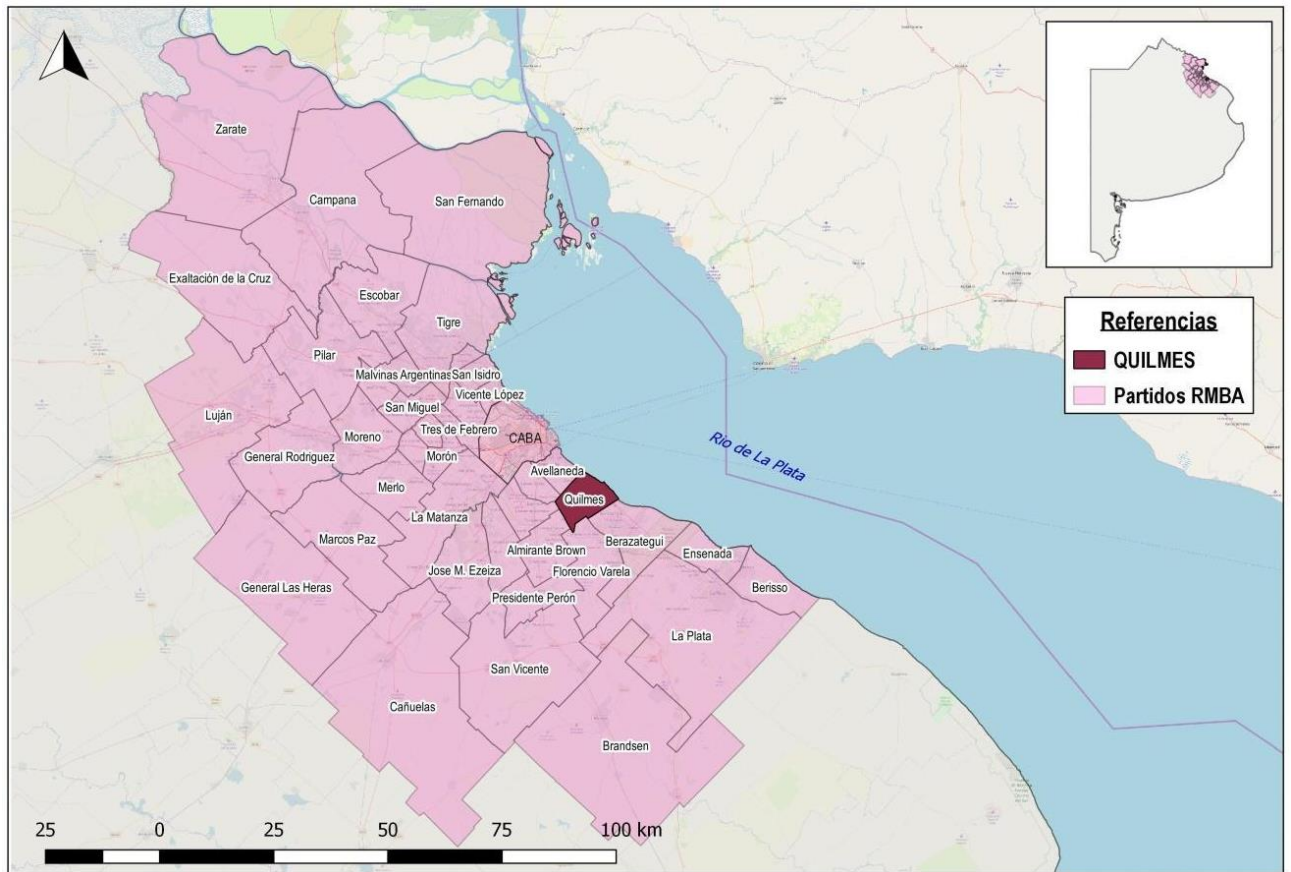 Zarate
Campana
San Fernando
Exaltación de la Cruz
Escobar
Tigre
Pilar
Malvinas Argentinas
San Isidro
Vicente López
San Miguel
Luján
Tres de Febrero
CABA
Moreno
General Rodriguez
Morón
Avellaneda
Merlo
Quilmes
La Matanza
Marcos Paz
Almirante Brown
Berazategui
Ensenada
Jose M. Ezeiza
Florencio Varela
General Las Heras
Berisso
Presidente Perón
La Plata
San Vicente
Cañuelas
Brandsen
Rio de La Plata
Referencias
QUILMES
Partidos RMBA
25 0 25 50 75 100 km